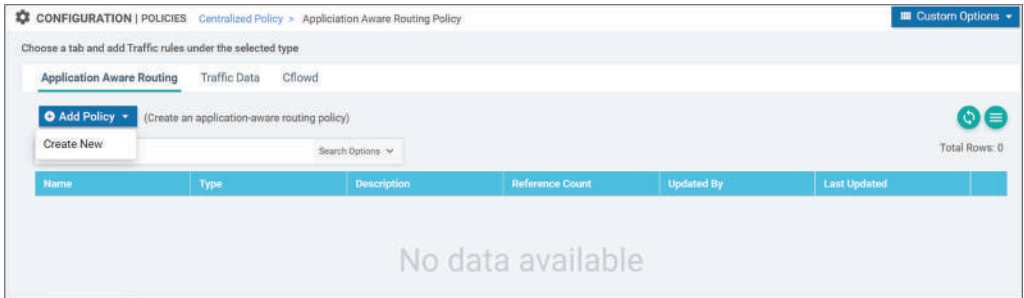 CONFIGURATION | POLICIES Centralized Policy > Appliciation Aware Routing Policy Custom Options
Choose a tab and add Traffic rules under the selected type
Application Aware Routing Traffic Data Cflowd
Add Policy (Create an application-aware routing policy)
Create New
Search Options Total Rows: 0
Name Type Description Reference Count Updated By Last Updated
No data available